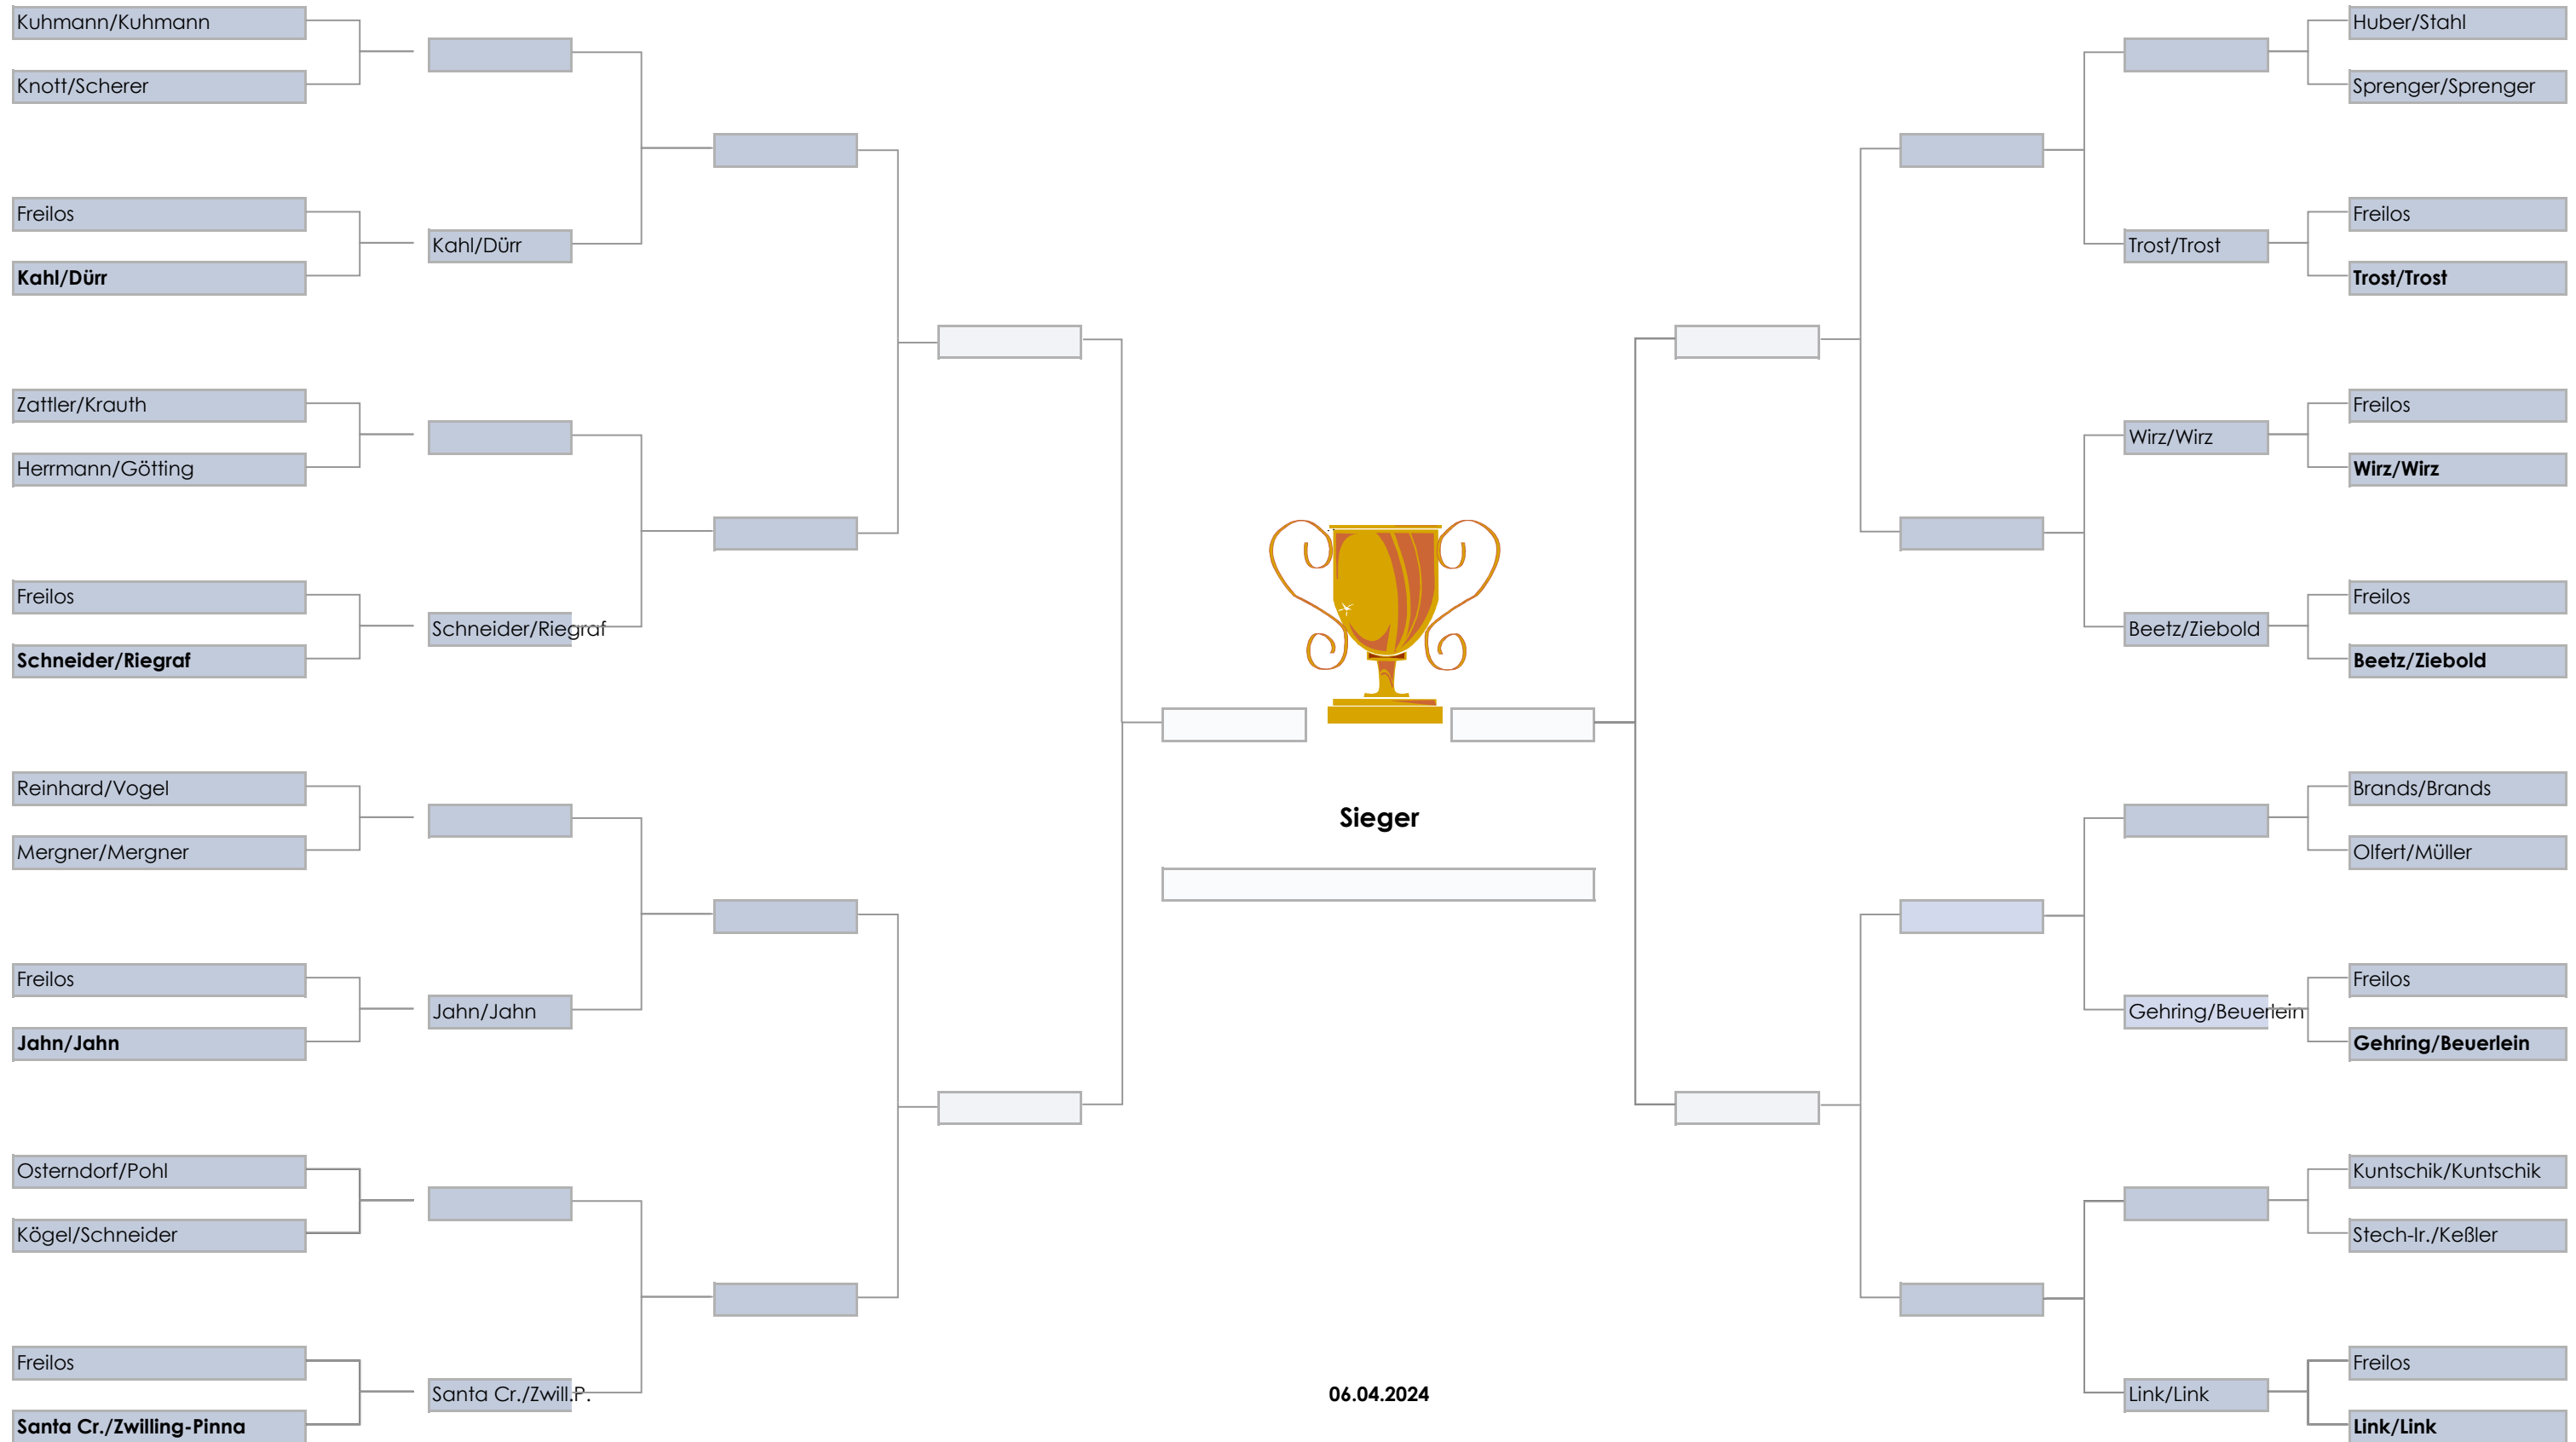 Kuhmann/Kuhmann
Knott/Scherer
Freilos
Kahl/Dürr
Kahl/Dürr
Zattler/Krauth
Herrmann/Götting
Freilos
Schneider/Riegraf
Schneider/Riegraf
Reinhard/Vogel
Mergner/Mergner
Freilos
Jahn/Jahn
Jahn/Jahn
Osterndorf/Pohl
Kögel/Schneider
Freilos
Santa Cr./Zwill.P.
Santa Cr./Zwilling-Pinna
Sieger
06.04.2024
Huber/Stahl
Sprenger/Sprenger
Freilos
Trost/Trost
Trost/Trost
Freilos
Wirz/Wirz
Wirz/Wirz
Freilos
Beetz/Ziebold
Beetz/Ziebold
Brands/Brands
Olfert/Müller
Freilos
Gehring/Beuerlein
Gehring/Beuerlein
Kuntschik/Kuntschik
Stech-Ir./Keßler
Freilos
Link/Link
Link/Link